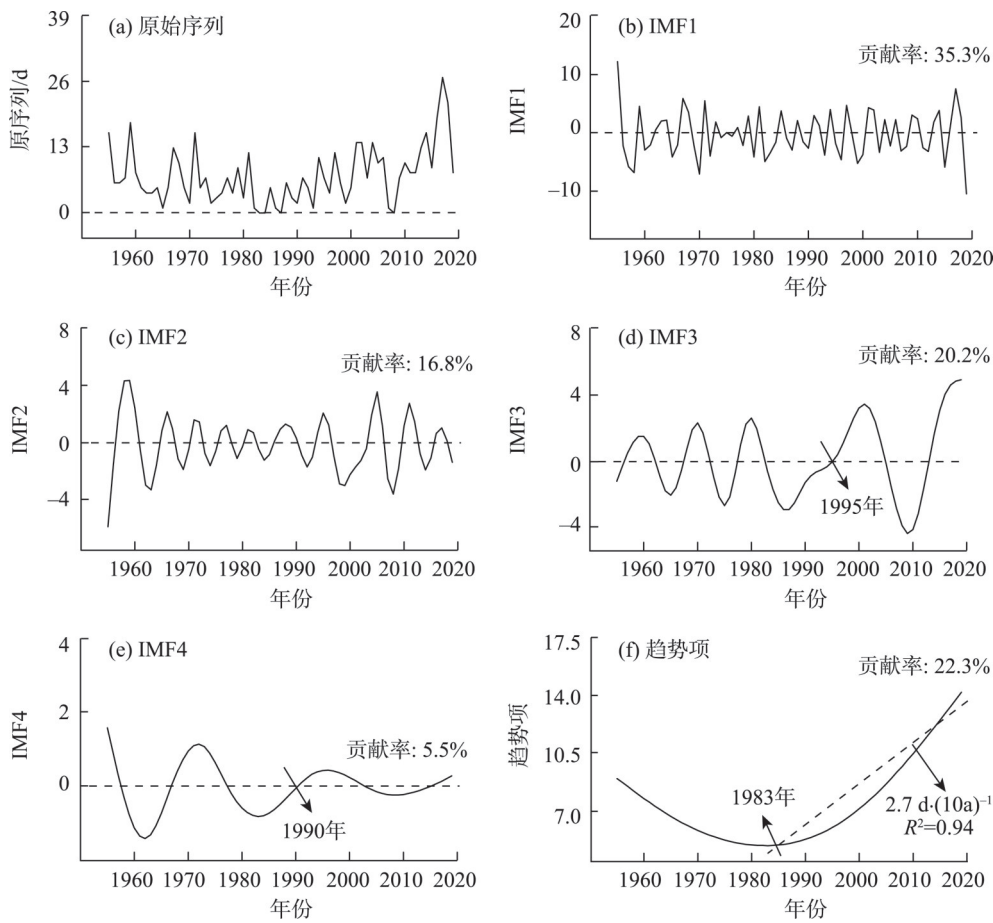 (a) 原始序列
原序列/d
39
26
13
0
1960 1970 1980 1990 2000 2010 2020
年份
(b) IMF1
贡献率: 35.3%
IMF1
20
10
0
−10
1960 1970 1980 1990 2000 2010 2020
年份
(c) IMF2
贡献率: 16.8%
IMF2
8
4
0
−4
1960 1970 1980 1990 2000 2010 2020
年份
(d) IMF3
贡献率: 20.2%
IMF3
8
4
0
−4
1995年
1960 1970 1980 1990 2000 2010 2020
年份
(e) IMF4
贡献率: 5.5%
IMF4
4
2
0
1990年
1960 1970 1980 1990 2000 2010 2020
年份
(f) 趋势项
贡献率: 22.3%
趋势项
17.5
14.0
10.5
7.0
1983年
2.7 d·(10a)⁻¹
R²=0.94
1960 1970 1980 1990 2000 2010 2020
年份